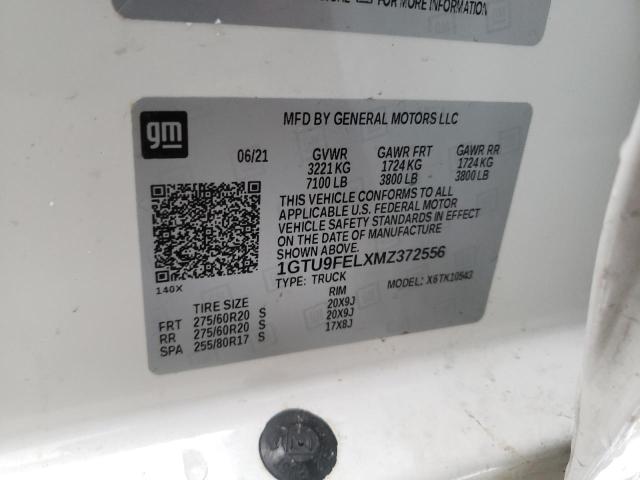 FOR MORE INFORMATION
gm
MFD BY GENERAL MOTORS LLC
06/21 GVWR GAWR FRT GAWR RR
3221 KG 1724 KG 1724 KG
7100 LB 3800 LB 3800 LB
THIS VEHICLE CONFORMS TO ALL
APPLICABLE U.S. FEDERAL MOTOR
VEHICLE SAFETY STANDARDS IN EFFECT
ON THE DATE OF MANUFACTURE
SHOWN ABOVE.
1GTU9FELXMZ372556
TYPE: TRUCK MODEL: X6TK10543
140X
TIRE SIZE RIM
FRT 275/60R20 S 20X9J
RR 275/60R20 S 20X9J
SPA 255/80R17 S 17X8J